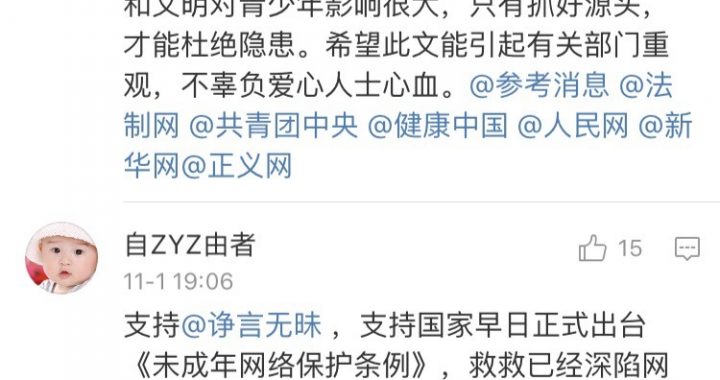 和文明对青少年影响很大，只有抓好源头，
才能杜绝隐患。希望此文能引起有关部门重
观，不辜负爱心人士心血。@参考消息 @法
制网 @共青团中央 @健康中国 @人民网 @新
华网@正义网
自ZYZ由者
15
11-1 19:06
支持@诤言无昧 ，支持国家早日正式出台
《未成年网络保护条例》，救救已经深陷网